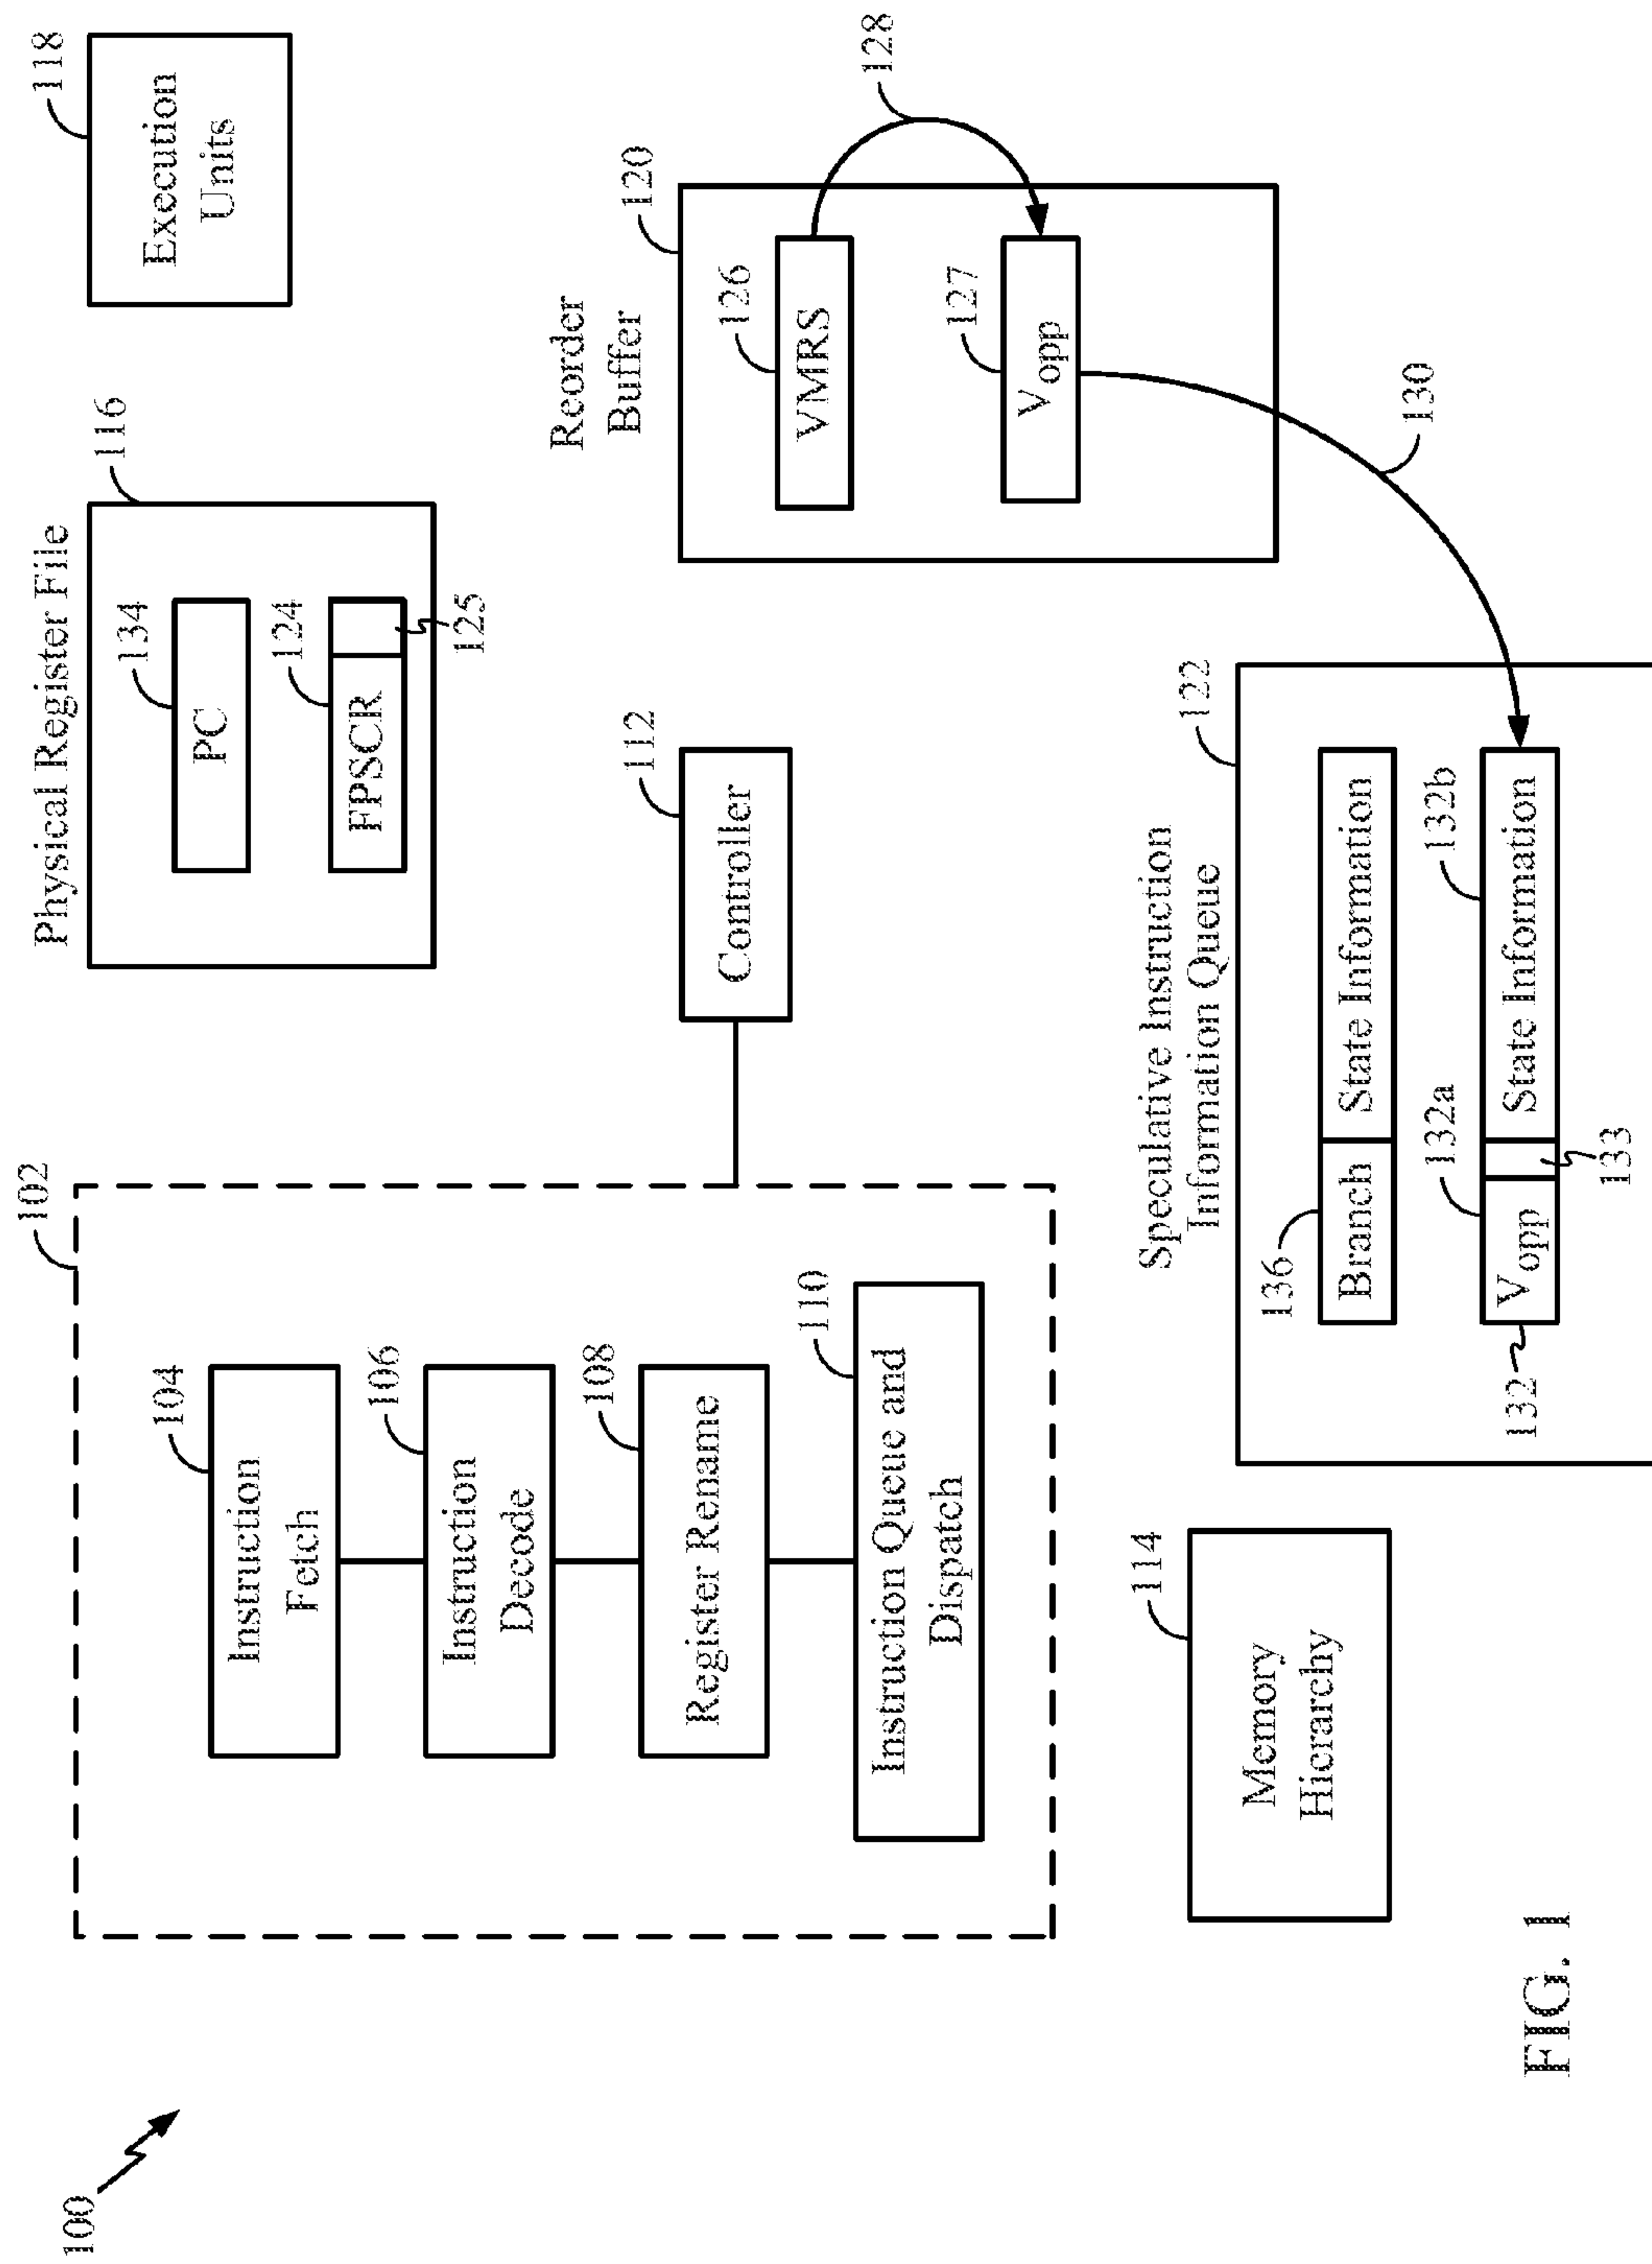 100
102
104
Instruction
Fetch
106
Instruction
Decode
108
Register Rename
110
Instruction Queue and
Dispatch
112
Controller
Physical Register File
116
134
PC
124
FPSCR
125
118
Execution
Units
Reorder
Buffer
120
126
VMRS
127
Vopp
128
130
114
Memory
Hierarchy
Speculative Instruction
Information Queue
122
136
Branch
State Information
132a
132b
Vopp
State Information
132
133
FIG. 1